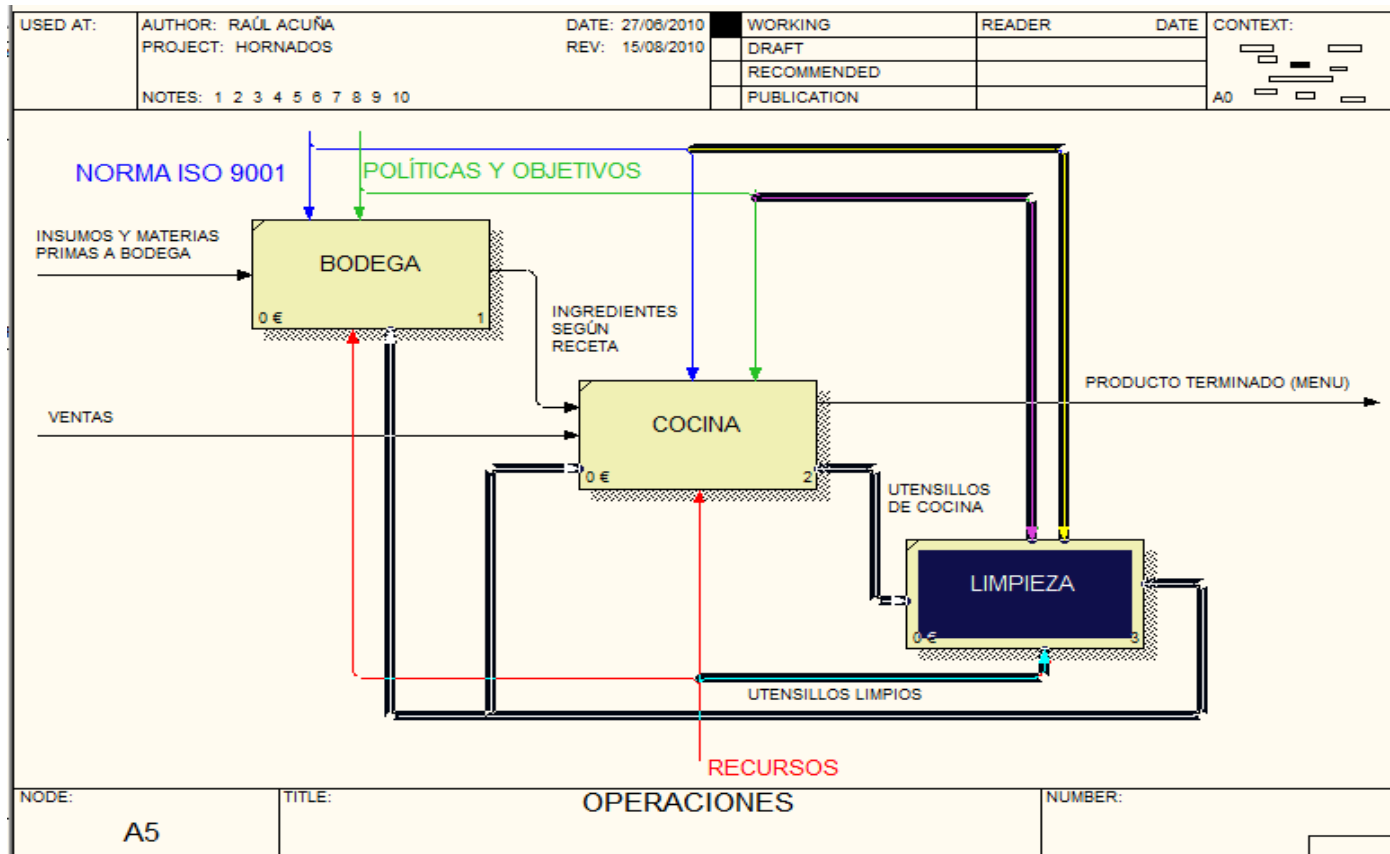 USED AT:
AUTHOR: RAÚL ACUÑA
DATE: 27/06/2010
WORKING
READER
DATE
CONTEXT:
PROJECT: HORNADOS
REV: 15/08/2010
DRAFT
RECOMMENDED
NOTES: 1 2 3 4 5 6 7 8 9 10
PUBLICATION
A0
NORMA ISO 9001
POLÍTICAS Y OBJETIVOS
INSUMOS Y MATERIAS
PRIMAS A BODEGA
BODEGA
0 €
1
INGREDIENTES
SEGÚN
RECETA
PRODUCTO TERMINADO (MENU)
VENTAS
COCINA
0 €
2
UTENSILLOS
DE COCINA
LIMPIEZA
0 €
3
UTENSILLOS LIMPIOS
RECURSOS
NODE:
TITLE:
OPERACIONES
NUMBER:
A5